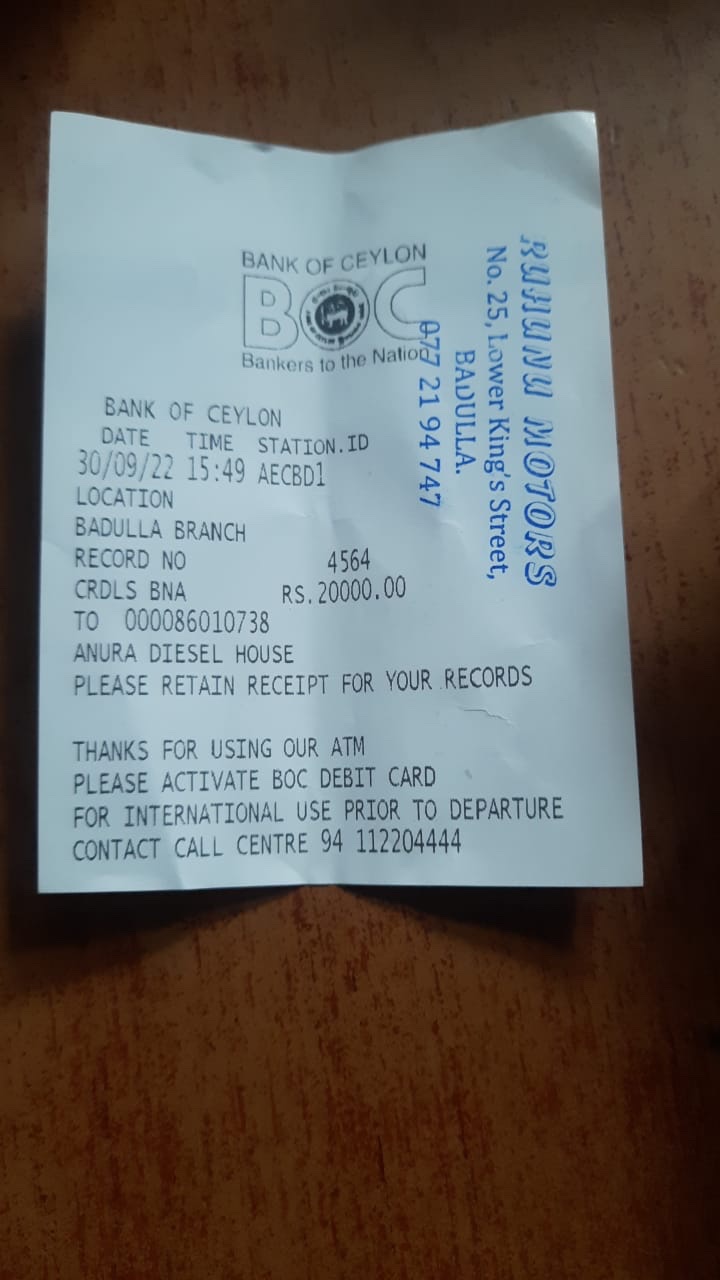 BANK OF CEYLON
BOC
Bankers to the Nation
BANK OF CEYLON
DATE TIME STATION.ID
30/09/22 15:49 AECBD1
LOCATION
BADULLA BRANCH
RECORD NO 4564
CRDLS BNA RS.20000.00
TO 000086010738
ANURA DIESEL HOUSE
PLEASE RETAIN RECEIPT FOR YOUR RECORDS
THANKS FOR USING OUR ATM
PLEASE ACTIVATE BOC DEBIT CARD
FOR INTERNATIONAL USE PRIOR TO DEPARTURE
CONTACT CALL CENTRE 94 112204444
RUHUNU MOTORS
No. 25, Lower King's Street,
BADULLA.
077 21 94 747